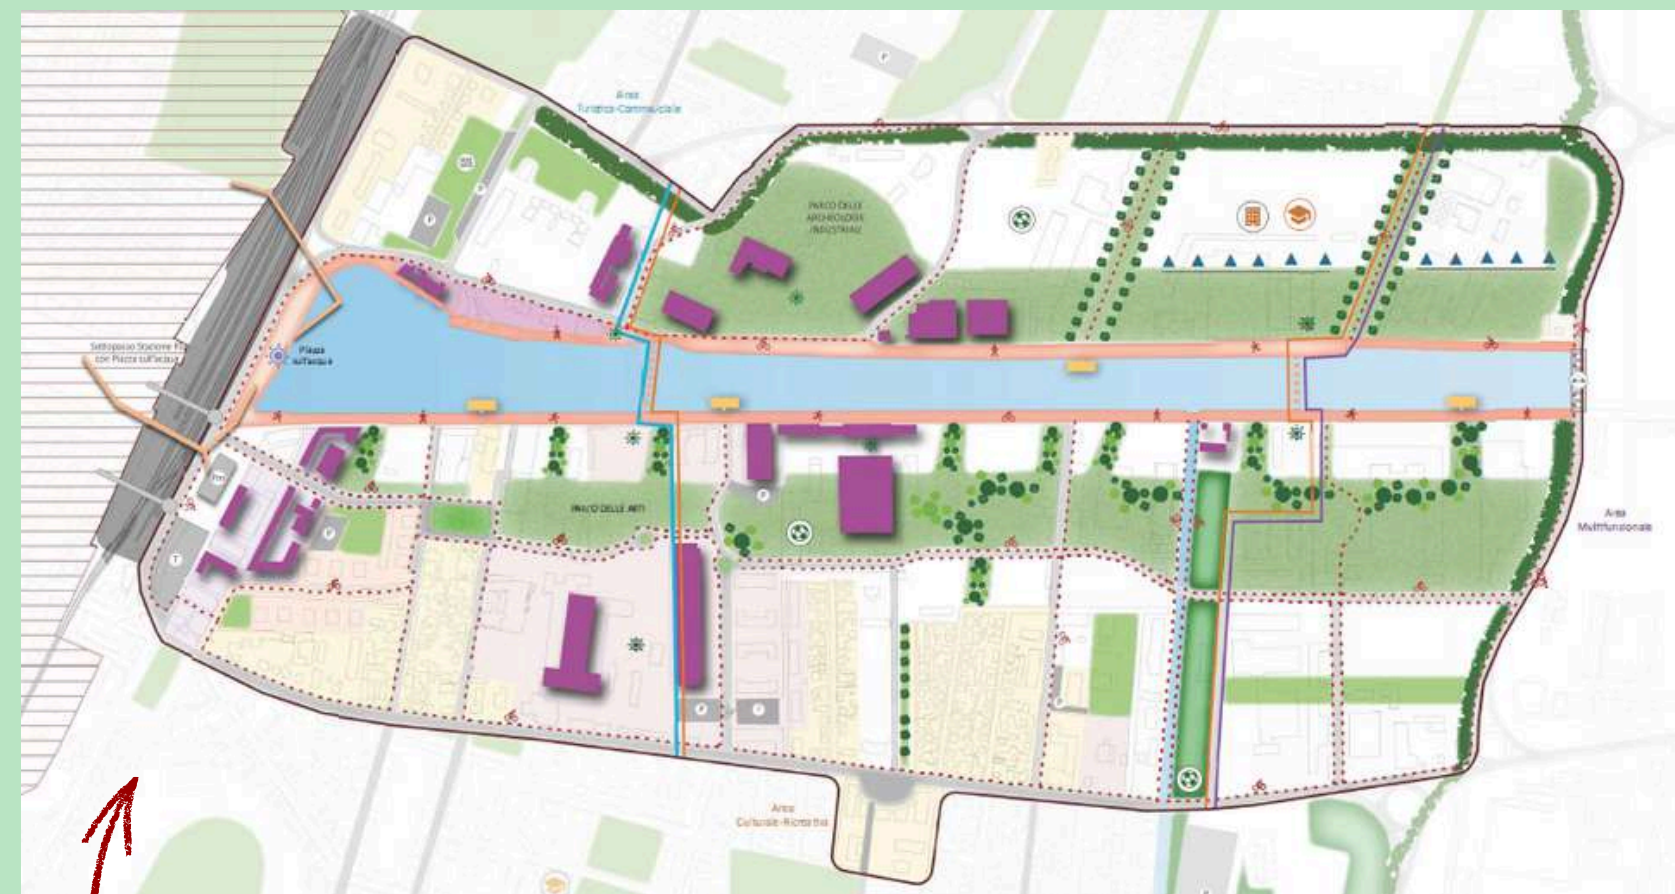 Area
Turistico-Commerciale
PARCO DELLE
ARCHEOLOGIE
INDUSTRIALI
P
P
P
Sottopasso Stazione
con Piazza sull'acqua
Piazza
sull'acqua
PARCO DELLE ARTI
P
P
T
Area
Multifunzionale
P
P
Area
Culturale-Ricreativa